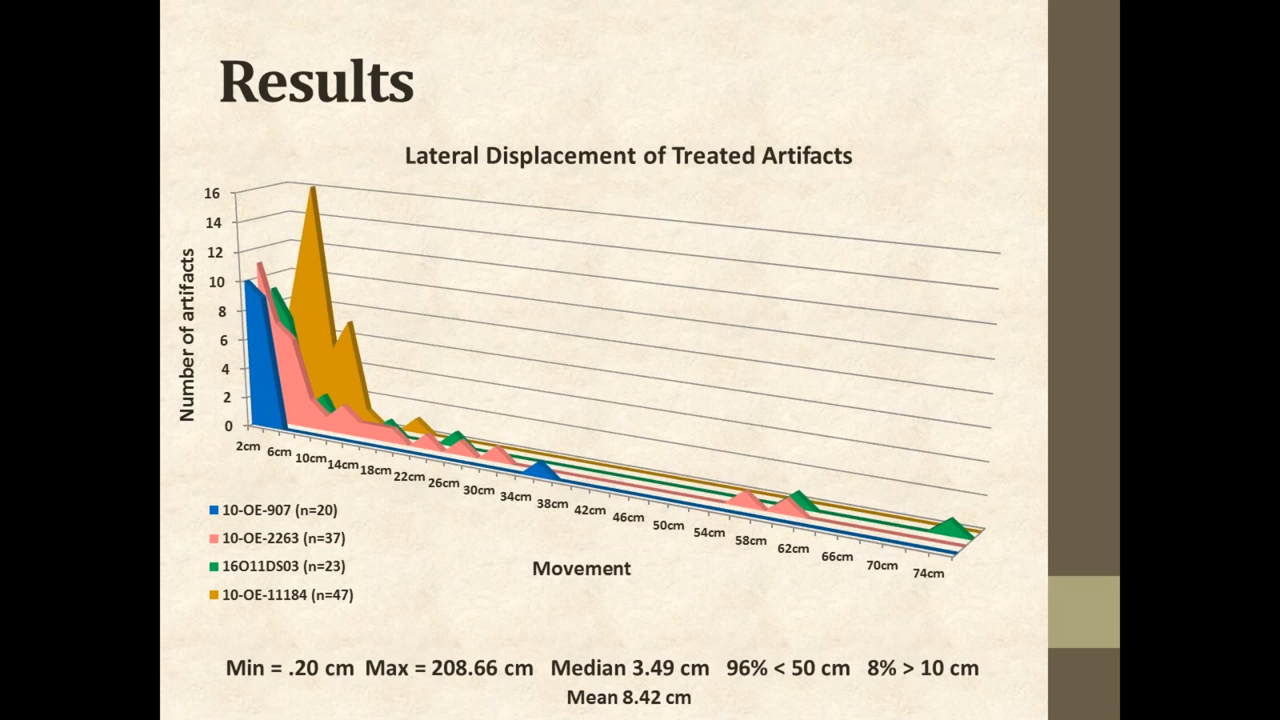 Results
Lateral Displacement of Treated Artifacts
16
14
12
10
8
6
4
2
0
Number of artifacts
2cm 6cm 10cm 14cm 18cm 22cm 26cm 30cm 34cm 38cm 42cm 46cm 50cm 54cm 58cm 62cm 66cm 70cm 74cm
Movement
10-OE-907 (n=20)
10-OE-2263 (n=37)
16O11DS03 (n=23)
10-OE-11184 (n=47)
Min = .20 cm Max = 208.66 cm Median 3.49 cm 96% < 50 cm 8% > 10 cm
Mean 8.42 cm